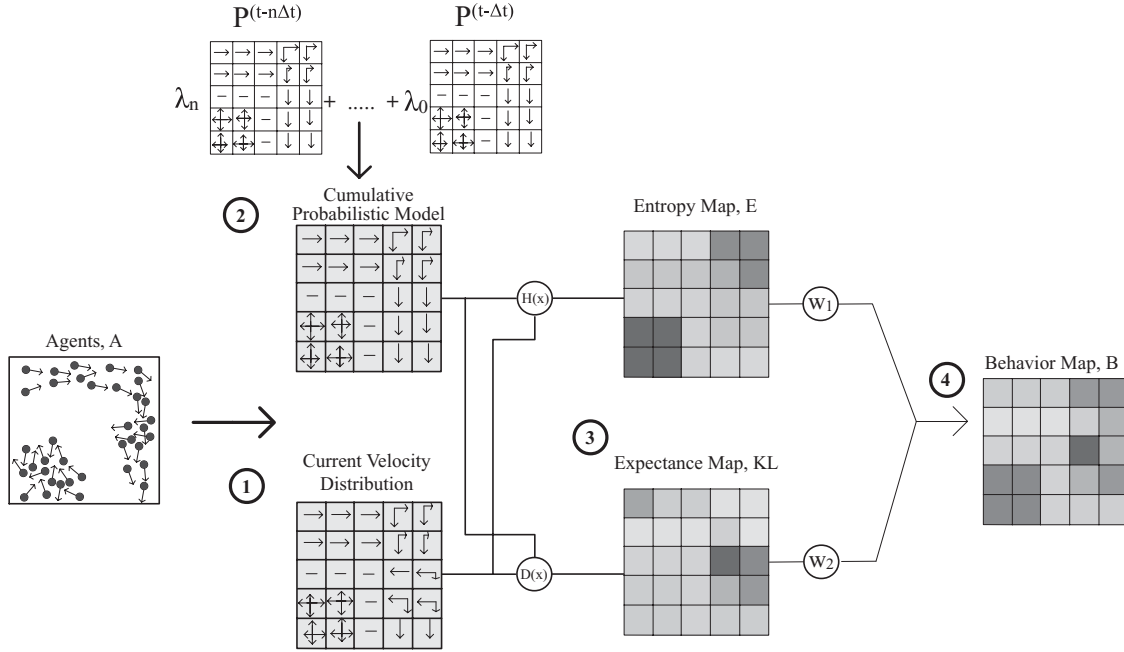 P(t-nΔt)
P(t-Δt)
λn
+ ..... + λ0
2
Cumulative
Probabilistic Model
Entropy Map, E
H(x)
W1
Agents, A
4
Behavior Map, B
3
1
Current Velocity
Distribution
Expectance Map, KL
D(x)
W2